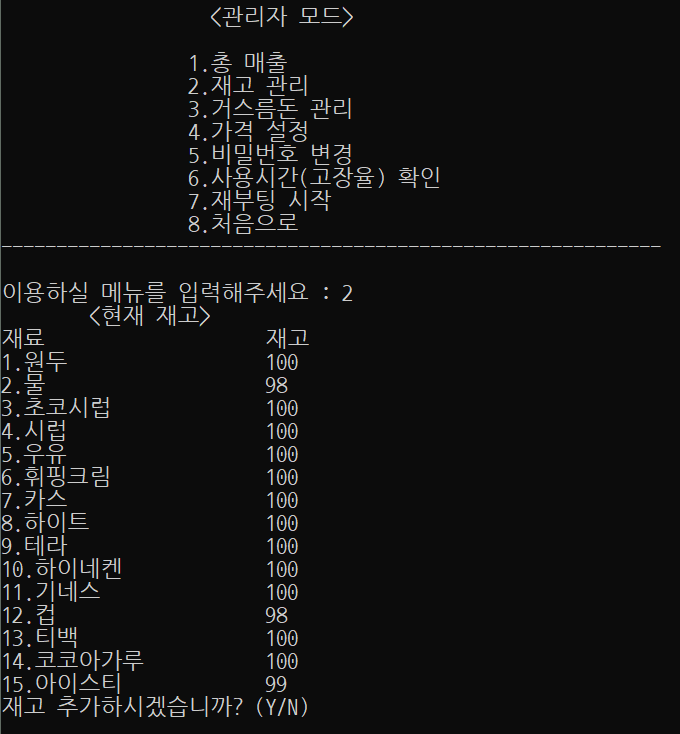 <관리자 모드>
1.총 매출
2.재고 관리
3.거스름돈 관리
4.가격 설정
5.비밀번호 변경
6.사용시간(고장율) 확인
7.재부팅 시작
8.처음으로
------------------------------------------------------------
이용하실 메뉴를 입력해주세요 : 2
<현재 재고>
재료 재고
1.원두 100
2.물 98
3.초코시럽 100
4.시럽 100
5.우유 100
6.휘핑크림 100
7.카스 100
8.하이트 100
9.테라 100
10.하이네켄 100
11.기네스 100
12.컵 98
13.티백 100
14.코코아가루 100
15.아이스티 99
재고 추가하시겠습니까? (Y/N)